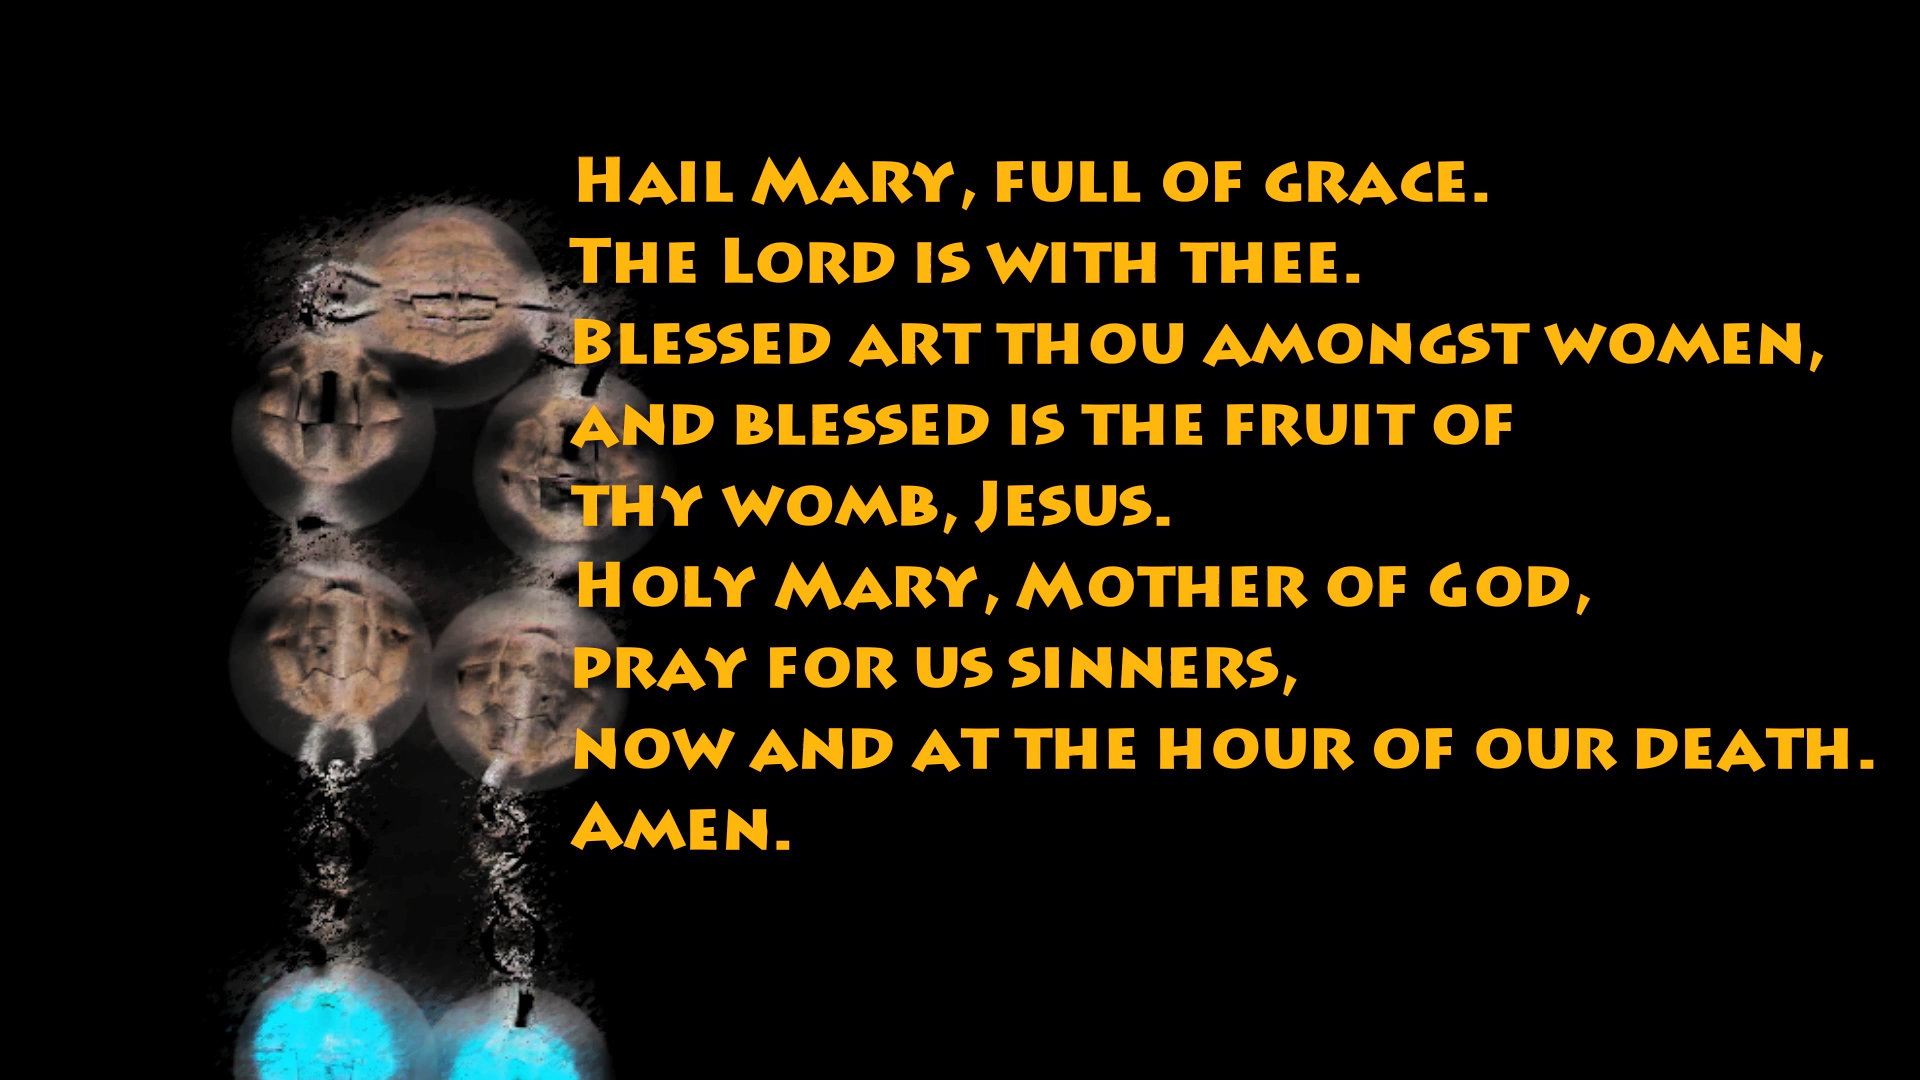 Hail Mary, full of grace.
The Lord is with thee.
Blessed art thou amongst women,
and blessed is the fruit of
thy womb, Jesus.
Holy Mary, Mother of God,
pray for us sinners,
now and at the hour of our death.
Amen.